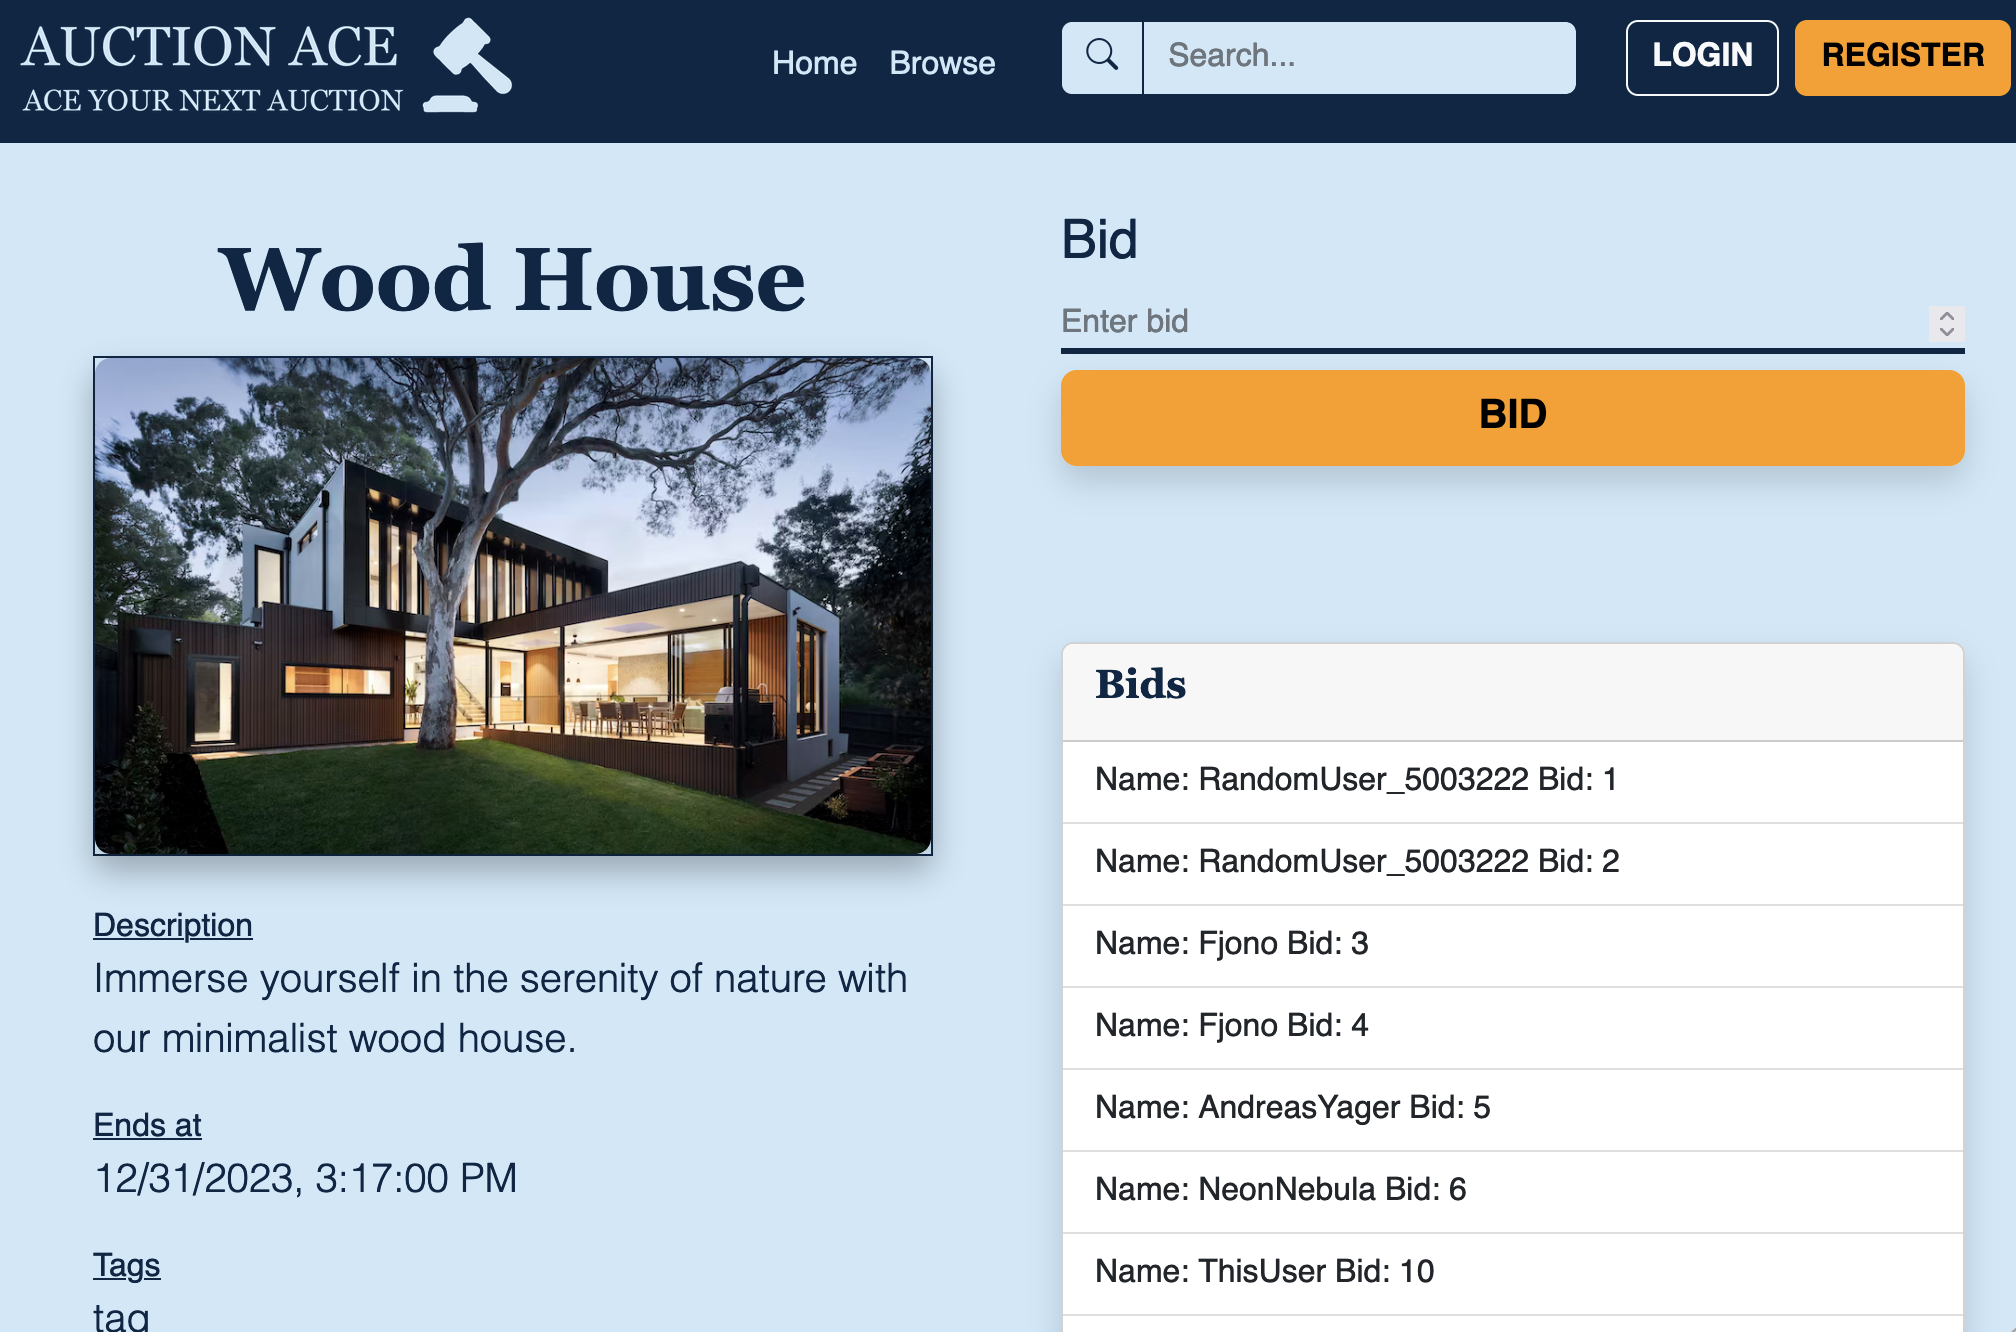 AUCTION ACE
ACE YOUR NEXT AUCTION
Home Browse
Search...
LOGIN
REGISTER
Wood House
Description
Immerse yourself in the serenity of nature with
our minimalist wood house.
Ends at
12/31/2023, 3:17:00 PM
Tags
tag
Bid
Enter bid
BID
Bids
Name: RandomUser_5003222 Bid: 1
Name: RandomUser_5003222 Bid: 2
Name: Fjono Bid: 3
Name: Fjono Bid: 4
Name: AndreasYager Bid: 5
Name: NeonNebula Bid: 6
Name: ThisUser Bid: 10